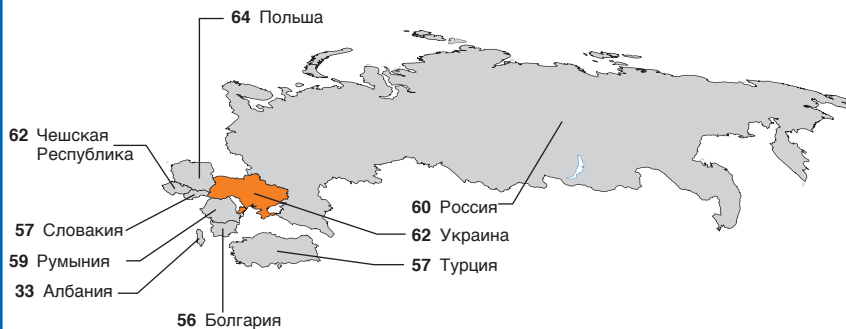 64 Польша
62 Чешская
Республика
60 Россия
57 Словакия
62 Украина
59 Румыния
57 Турция
33 Албания
56 Болгария